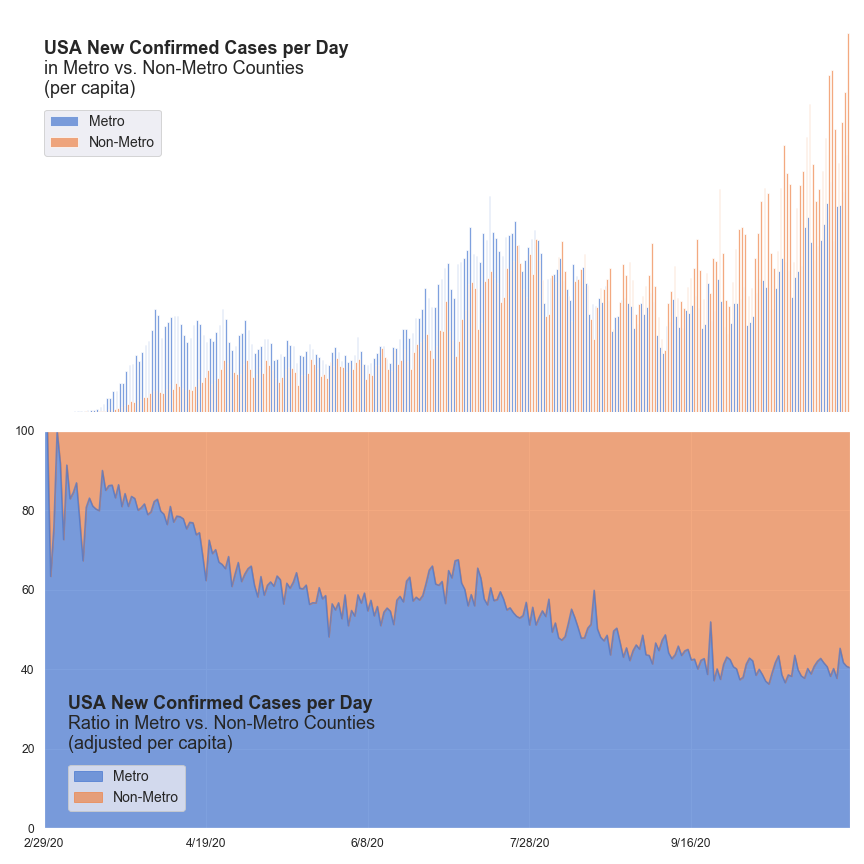 USA New Confirmed Cases per Day
in Metro vs. Non-Metro Counties
(per capita)
Metro
Non-Metro
100
80
60
40
20
0
USA New Confirmed Cases per Day
Ratio in Metro vs. Non-Metro Counties
(adjusted per capita)
Metro
Non-Metro
2/29/20 4/19/20 6/8/20 7/28/20 9/16/20